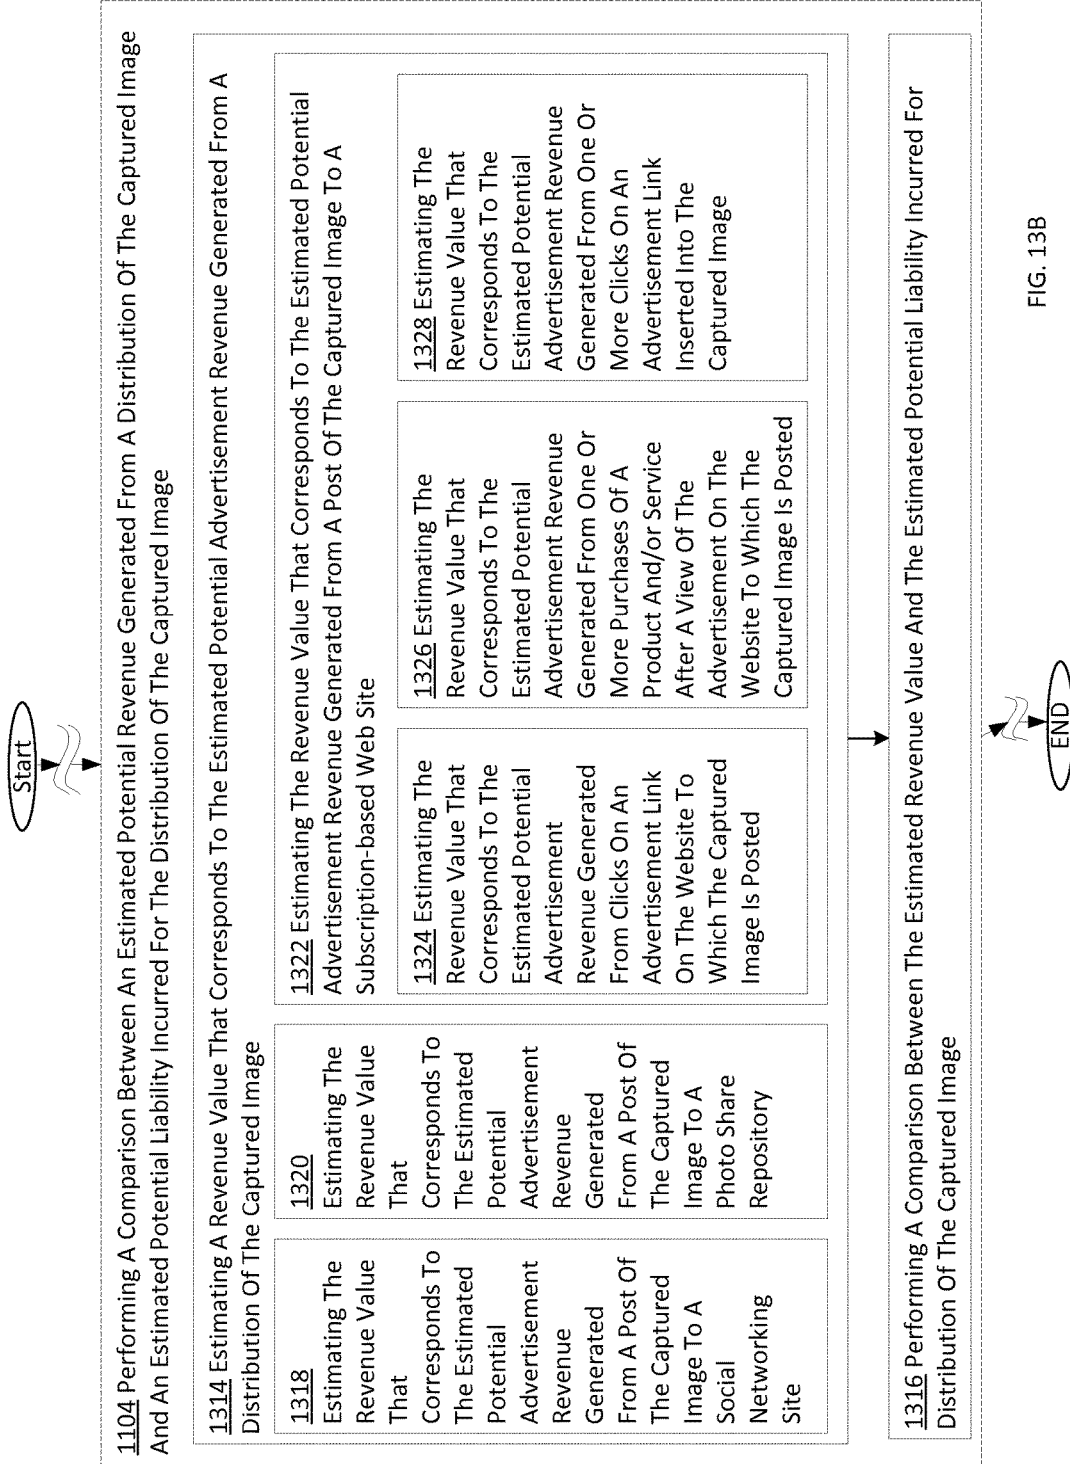 Start
1104 Performing A Comparison Between An Estimated Potential Revenue Generated From A Distribution Of The Captured Image
And An Estimated Potential Liability Incurred For The Distribution Of The Captured Image
1314 Estimating A Revenue Value That Corresponds To The Estimated Potential Advertisement Revenue Generated From A
Distribution Of The Captured Image
1318
Estimating The
Revenue Value
That
Corresponds To
The Estimated
Potential
Advertisement
Revenue
Generated
From A Post Of
The Captured
Image To A
Social
Networking
Site
1320
Estimating The
Revenue Value
That
Corresponds To
The Estimated
Potential
Advertisement
Revenue
Generated
From A Post Of
The Captured
Image To A
Photo Share
Repository
1322 Estimating The Revenue Value That Corresponds To The Estimated Potential
Advertisement Revenue Generated From A Post Of The Captured Image To A
Subscription-based Web Site
1324 Estimating The
Revenue Value That
Corresponds To The
Estimated Potential
Advertisement
Revenue Generated
From Clicks On An
Advertisement Link
On The Website To
Which The Captured
Image Is Posted
1326 Estimating The
Revenue Value That
Corresponds To The
Estimated Potential
Advertisement Revenue
Generated From One Or
More Purchases Of A
Product And/or Service
After A View Of The
Advertisement On The
Website To Which The
Captured Image Is Posted
1328 Estimating The
Revenue Value That
Corresponds To The
Estimated Potential
Advertisement Revenue
Generated From One Or
More Clicks On An
Advertisement Link
Inserted Into The
Captured Image
1316 Performing A Comparison Between The Estimated Revenue Value And The Estimated Potential Liability Incurred For
Distribution Of The Captured Image
END
FIG. 13B